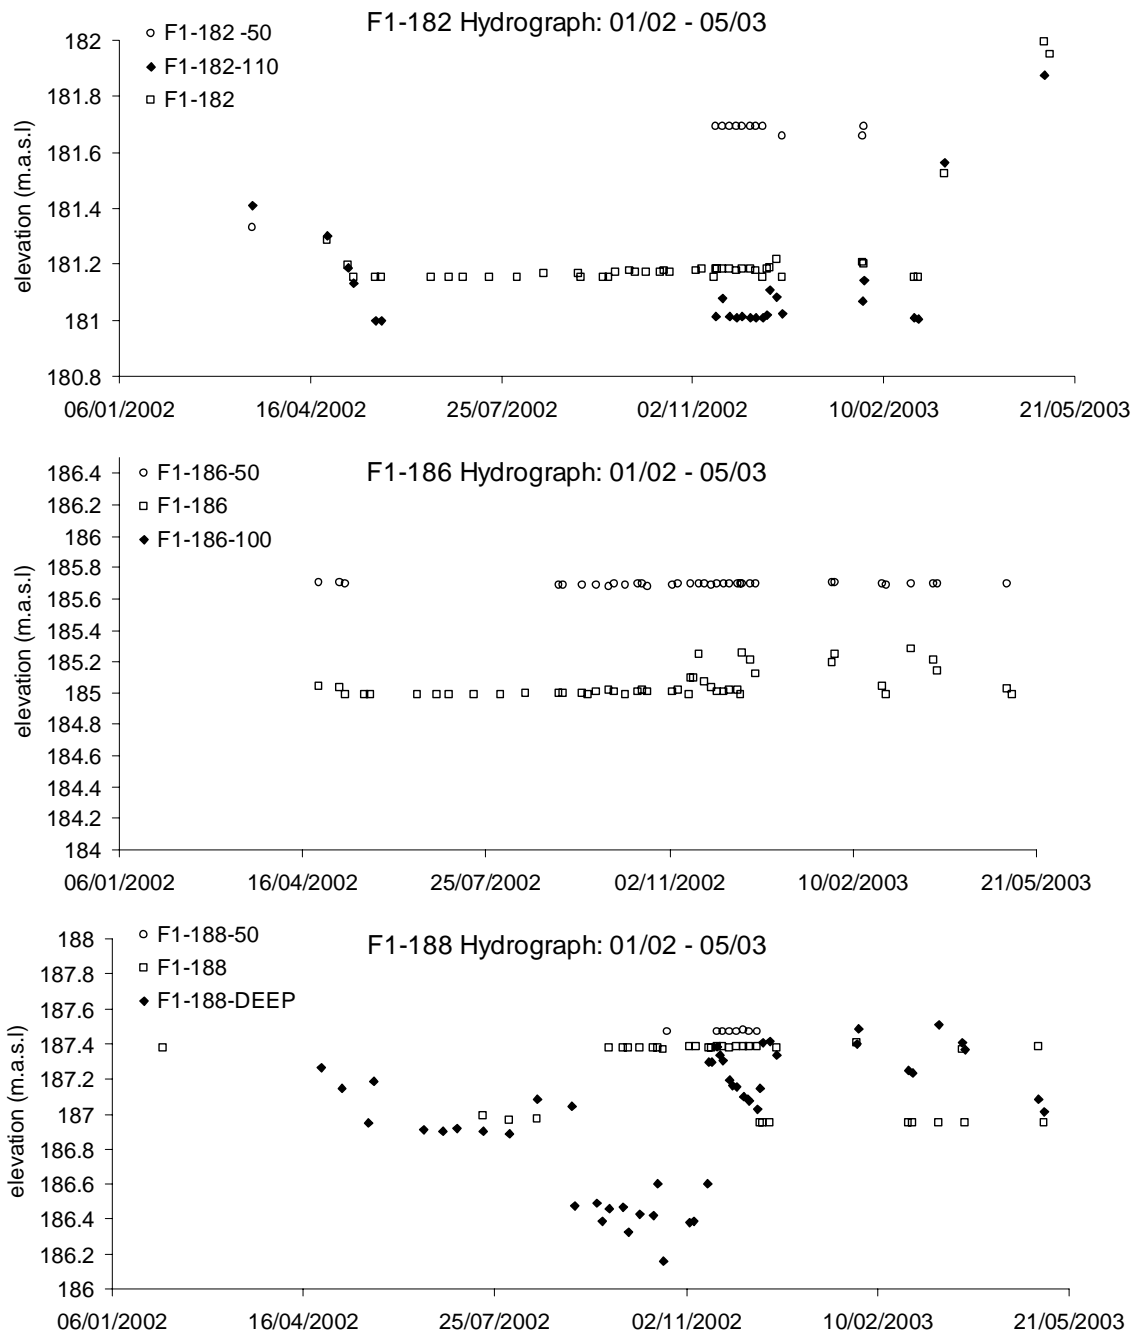 F1-182 Hydrograph: 01/02 - 05/03
F1-182 -50
F1-182-110
F1-182
elevation (m.a.s.l)
182
181.8
181.6
181.4
181.2
181
180.8
06/01/2002 16/04/2002 25/07/2002 02/11/2002 10/02/2003 21/05/2003
F1-186 Hydrograph: 01/02 - 05/03
F1-186-50
F1-186
F1-186-100
elevation (m.a.s.l)
186.4
186.2
186
185.8
185.6
185.4
185.2
185
184.8
184.6
184.4
184.2
184
06/01/2002 16/04/2002 25/07/2002 02/11/2002 10/02/2003 21/05/2003
F1-188 Hydrograph: 01/02 - 05/03
F1-188-50
F1-188
F1-188-DEEP
elevation (m.a.s.l)
188
187.8
187.6
187.4
187.2
187
186.8
186.6
186.4
186.2
186
06/01/2002 16/04/2002 25/07/2002 02/11/2002 10/02/2003 21/05/2003